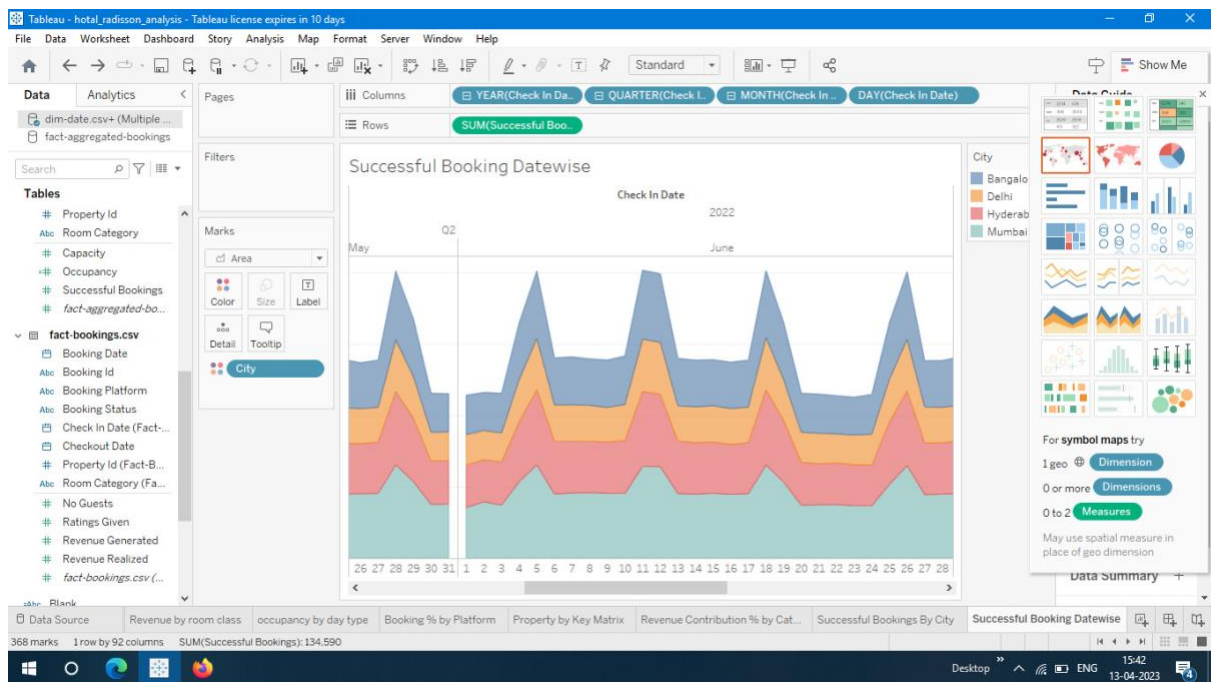 Tableau - hotal_radisson_analysis - Tableau license expires in 10 days
File Data Worksheet Dashboard Story Analysis Map Format Server Window Help
Standard
Show Me
Data Analytics
dim-date.csv+ (Multiple ...
fact-aggregated-bookings
Search
Tables
# Property Id
Abc Room Category
# Capacity
# Occupancy
# Successful Bookings
# fact-aggregated-bo...
fact-bookings.csv
Booking Date
Abc Booking Id
Abc Booking Platform
Abc Booking Status
Check In Date (Fact-...
Checkout Date
# Property Id (Fact-B...
Abc Room Category (Fa...
# No Guests
# Ratings Given
# Revenue Generated
# Revenue Realized
# fact-bookings.csv (...
Pages
Filters
Marks
Area
Color Size Label
Detail Tooltip
City
iii Columns
YEAR(Check In Da.. QUARTER(Check I.. MONTH(Check In .. DAY(Check In Date)
Rows
SUM(Successful Boo..
Successful Booking Datewise
Check In Date
2022
Q2
May June
26 27 28 29 30 31 1 2 3 4 5 6 7 8 9 10 11 12 13 14 15 16 17 18 19 20 21 22 23 24 25 26 27 28
City
Bangalo
Delhi
Hyderab
Mumbai
For symbol maps try
1 geo Dimension
0 or more Dimensions
0 to 2 Measures
May use spatial measure in
place of geo dimension
Data Summary +
Data Source Revenue by room class occupancy by day type Booking % by Platform Property by Key Matrix Revenue Contribution % by Cat... Successful Bookings By City Successful Booking Datewise
368 marks 1 row by 92 columns SUM(Successful Bookings): 134,590
Desktop ENG 15:42
13-04-2023
4